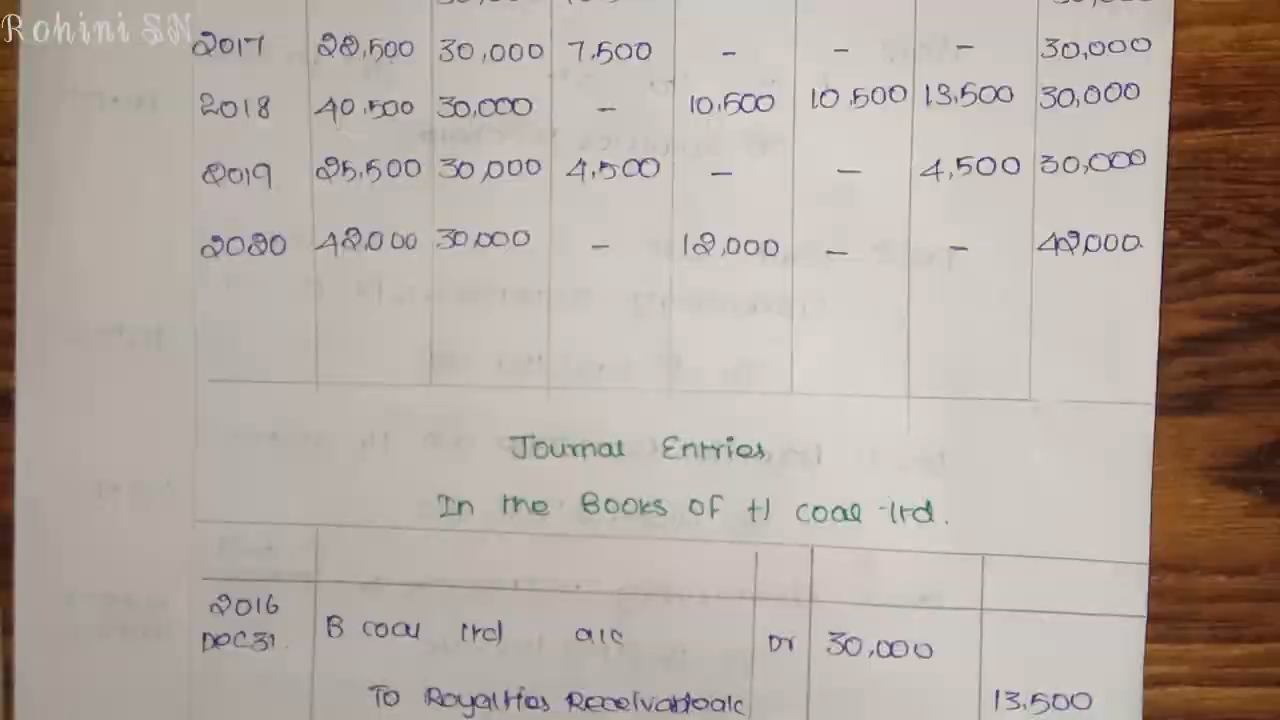 Rohini SN
2017 28,500 30,000 7,500 - - - 30,000
2018 40,500 30,000 - 10,500 10,500 13,500 30,000
2019 25,500 30,000 4,500 - - 4,500 30,000
2020 42,000 30,000 - 12,000 - - 42,000
Journal Entries
In the Books of H coal Ltd.
2016
Dec 31 B coal Ltd a/c Dr 30,000
To Royalties Receivable a/c 13,500